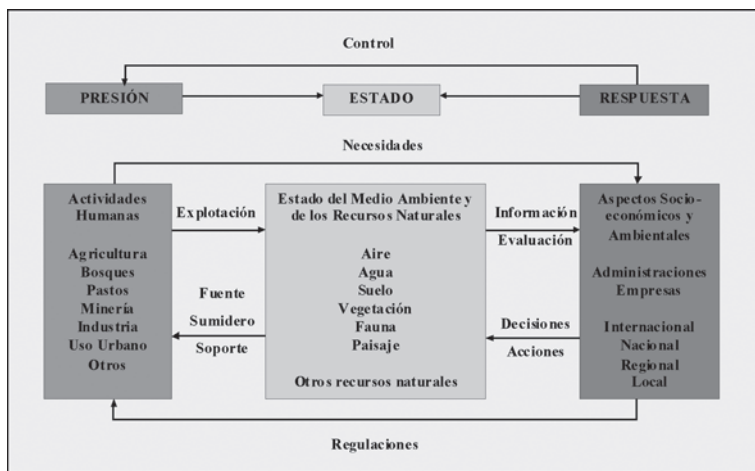 Control
PRESIÓN
ESTADO
RESPUESTA
Necesidades
Actividades
Humanas
Agricultura
Bosques
Pastos
Minería
Industria
Uso Urbano
Otros
Explotación
Fuente
Sumidero
Soporte
Estado del Medio Ambiente y
de los Recursos Naturales
Aire
Agua
Suelo
Vegetación
Fauna
Paisaje
Otros recursos naturales
Información
Evaluación
Decisiones
Acciones
Aspectos Socio-
económicos y
Ambientales
Administraciones
Empresas
Internacional
Nacional
Regional
Local
Regulaciones